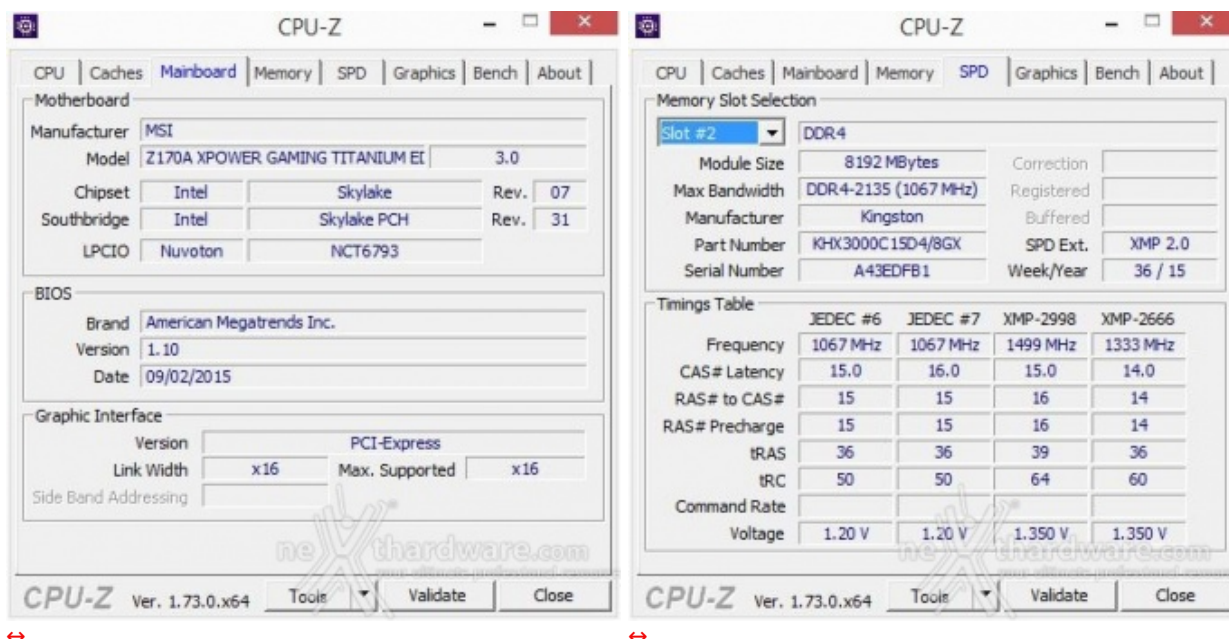 CPU-Z
CPU Caches Mainboard Memory SPD Graphics Bench About
Motherboard
Manufacturer MSI
Model Z170A XPOWER GAMING TITANIUM EI 3.0
Chipset Intel Skylake Rev. 07
Southbridge Intel Skylake PCH Rev. 31
LPCIO Nuvoton NCT6793
BIOS
Brand American Megatrends Inc.
Version 1.10
Date 09/02/2015
Graphic Interface
Version PCI-Express
Link Width x16 Max. Supported x16
Side Band Addressing
CPU-Z Ver. 1.73.0.x64 Tools Validate Close
CPU-Z
CPU Caches Mainboard Memory SPD Graphics Bench About
Memory Slot Selection
Slot #2 DDR4
Module Size 8192 MBytes Correction
Max Bandwidth DDR4-2135 (1067 MHz) Registered
Manufacturer Kingston Buffered
Part Number KHX3000C15D4/8GX SPD Ext. XMP 2.0
Serial Number A43EDFB1 Week/Year 36 / 15
Timings Table
JEDEC #6 JEDEC #7 XMP-2998 XMP-2666
Frequency 1067 MHz 1067 MHz 1499 MHz 1333 MHz
CAS# Latency 15.0 16.0 15.0 14.0
RAS# to CAS# 15 15 16 14
RAS# Precharge 15 15 16 14
tRAS 36 36 39 36
tRC 50 50 64 60
Command Rate
Voltage 1.20 V 1.20 V 1.350 V 1.350 V
CPU-Z Ver. 1.73.0.x64 Tools Validate Close